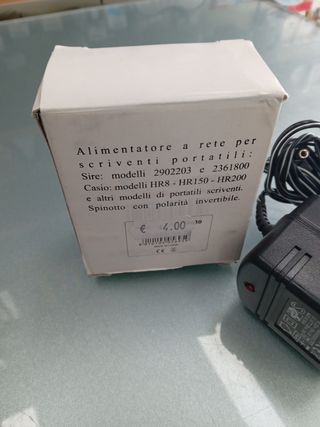 Alimentatore a rete per
scriventi portatili:
Sire: modelli 2902203 e 2361800
Casio: modelli HR8 - HR150 - HR200
e altri modelli di portatili scriventi.
Spinotto con polarità invertibile.
€ 4.00
CE